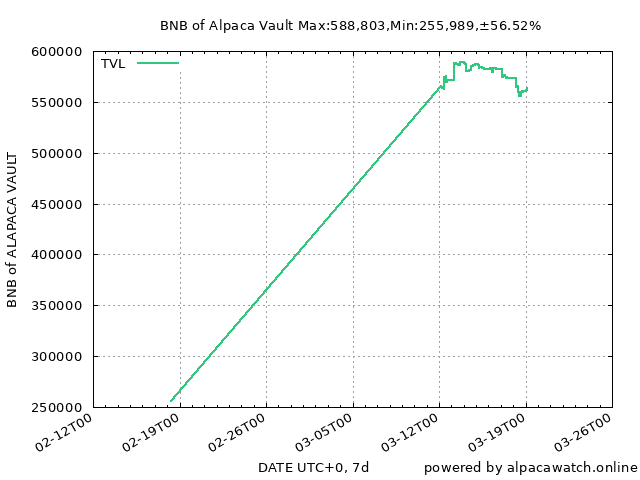 BNB of Alpaca Vault Max:588,803,Min:255,989,±56.52%
TVL
600000
550000
500000
450000
400000
350000
300000
250000
BNB of ALAPACA VAULT
02-12T00
02-19T00
02-26T00
03-05T00
03-12T00
03-19T00
03-26T00
DATE UTC+0, 7d
powered by alpacawatch.online